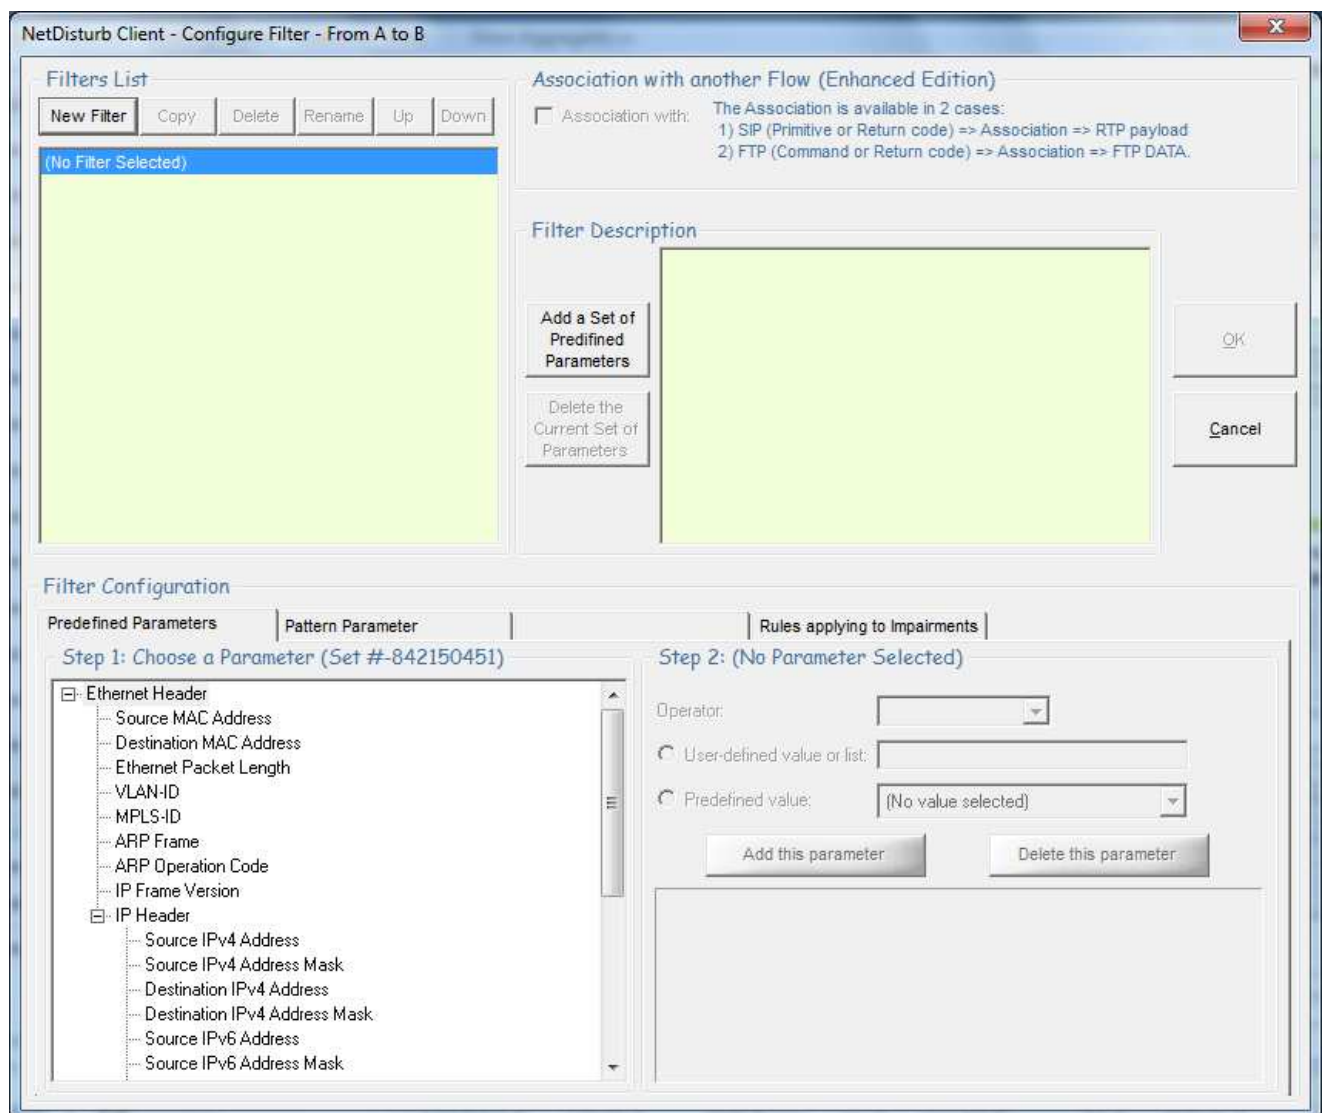 NetDisturb Client - Configure Filter - From A to B
Filters List
New Filter
Copy
Delete
Rename
Up
Down
(No Filter Selected)
Association with another Flow (Enhanced Edition)
Association with:
The Association is available in 2 cases:
1) SIP (Primitive or Return code) => Association => RTP payload
2) FTP (Command or Return code) => Association => FTP DATA.
Filter Description
Add a Set of
Predifined
Parameters
Delete the
Current Set of
Parameters
OK
Cancel
Filter Configuration
Predefined Parameters
Pattern Parameter
Rules applying to Impairments
Step 1: Choose a Parameter (Set #-842150451)
Ethernet Header
Source MAC Address
Destination MAC Address
Ethernet Packet Length
VLAN-ID
MPLS-ID
ARP Frame
ARP Operation Code
IP Frame Version
IP Header
Source IPv4 Address
Source IPv4 Address Mask
Destination IPv4 Address
Destination IPv4 Address Mask
Source IPv6 Address
Source IPv6 Address Mask
Step 2: (No Parameter Selected)
Operator:
User-defined value or list:
Predefined value:
(No value selected)
Add this parameter
Delete this parameter